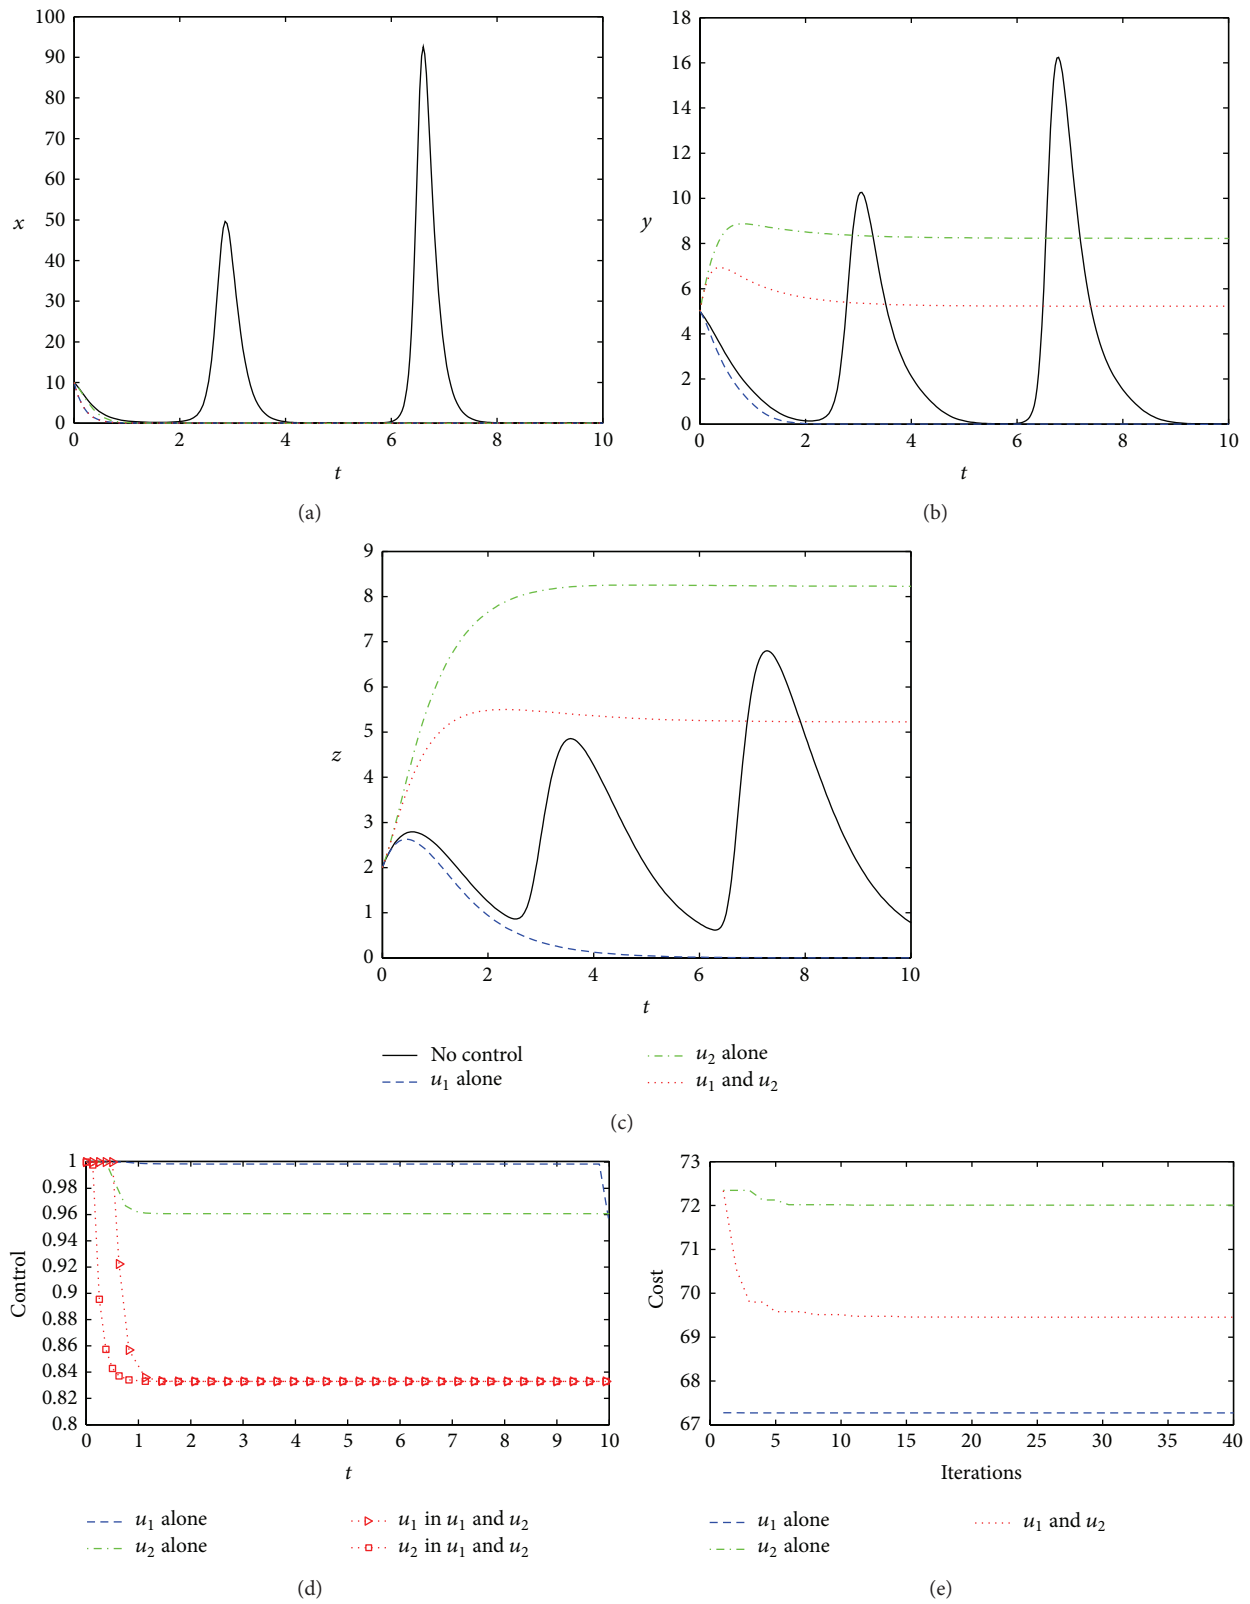 100
90
80
70
60
50
40
30
20
10
0
x
0 2 4 6 8 10
t
(a)
18
16
14
12
10
8
6
4
2
0
y
0 2 4 6 8 10
t
(b)
9
8
7
6
5
4
3
2
1
0
z
0 2 4 6 8 10
t
No control
u1 alone
u2 alone
u1 and u2
(c)
1
0.98
0.96
0.94
0.92
0.9
0.88
0.86
0.84
0.82
0.8
Control
0 1 2 3 4 5 6 7 8 9 10
t
u1 alone
u2 alone
u1 in u1 and u2
u2 in u1 and u2
(d)
73
72
71
70
69
68
67
Cost
0 5 10 15 20 25 30 35 40
Iterations
u1 alone
u2 alone
u1 and u2
(e)